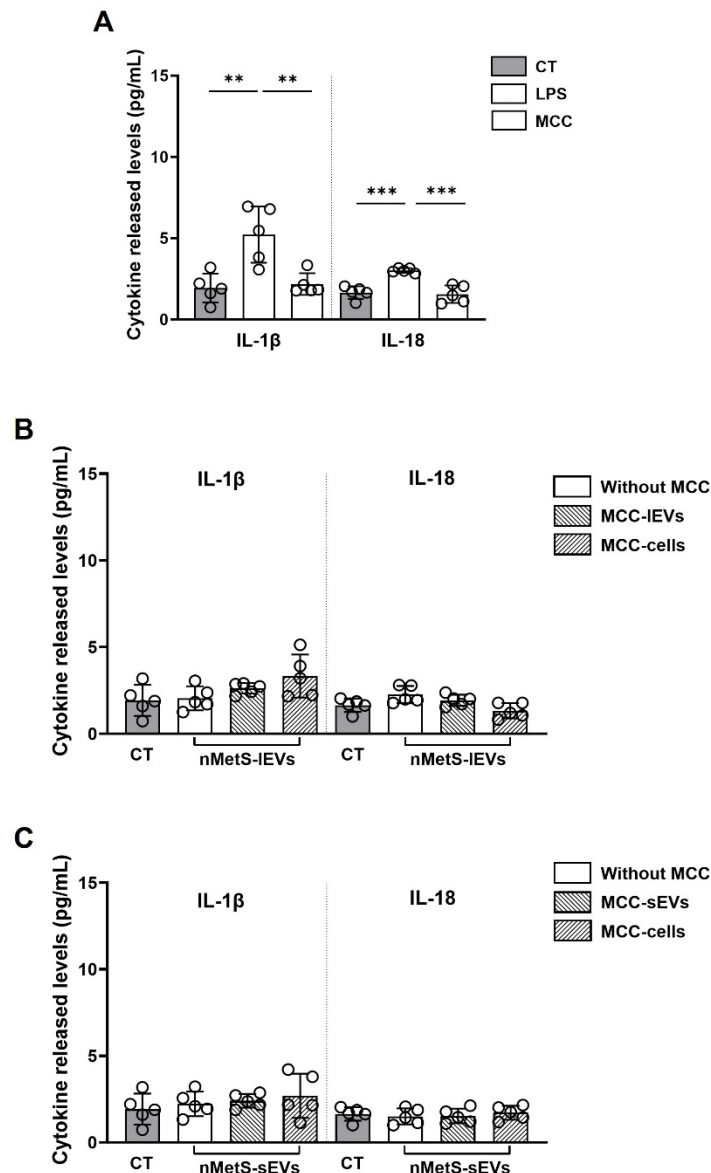 A
Cytokine released levels (pg/mL)
15
10
5
0
** **
*** ***
IL-1β IL-18
CT
LPS
MCC
B
Cytokine released levels (pg/mL)
15
10
5
0
IL-1β IL-18
CT nMetS-lEVs CT nMetS-lEVs
Without MCC
MCC-lEVs
MCC-cells
C
Cytokine released levels (pg/mL)
15
10
5
0
IL-1β IL-18
CT nMetS-sEVs CT nMetS-sEVs
Without MCC
MCC-sEVs
MCC-cells